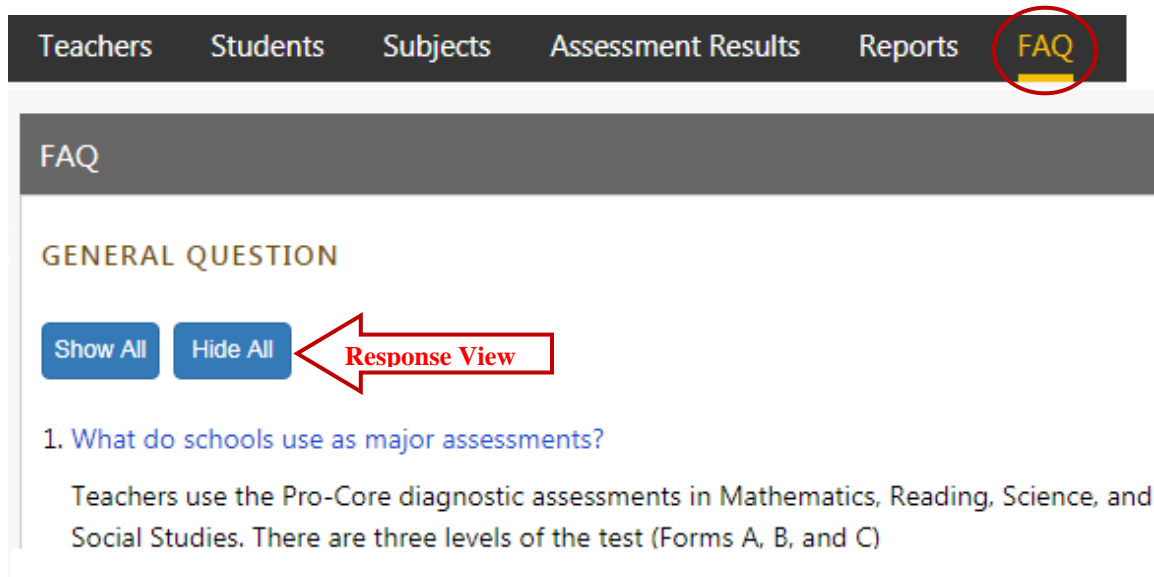 Teachers Students Subjects Assessment Results Reports FAQ
FAQ
GENERAL QUESTION
Show All Hide All Response View
1. What do schools use as major assessments?
Teachers use the Pro-Core diagnostic assessments in Mathematics, Reading, Science, and
Social Studies. There are three levels of the test (Forms A, B, and C)